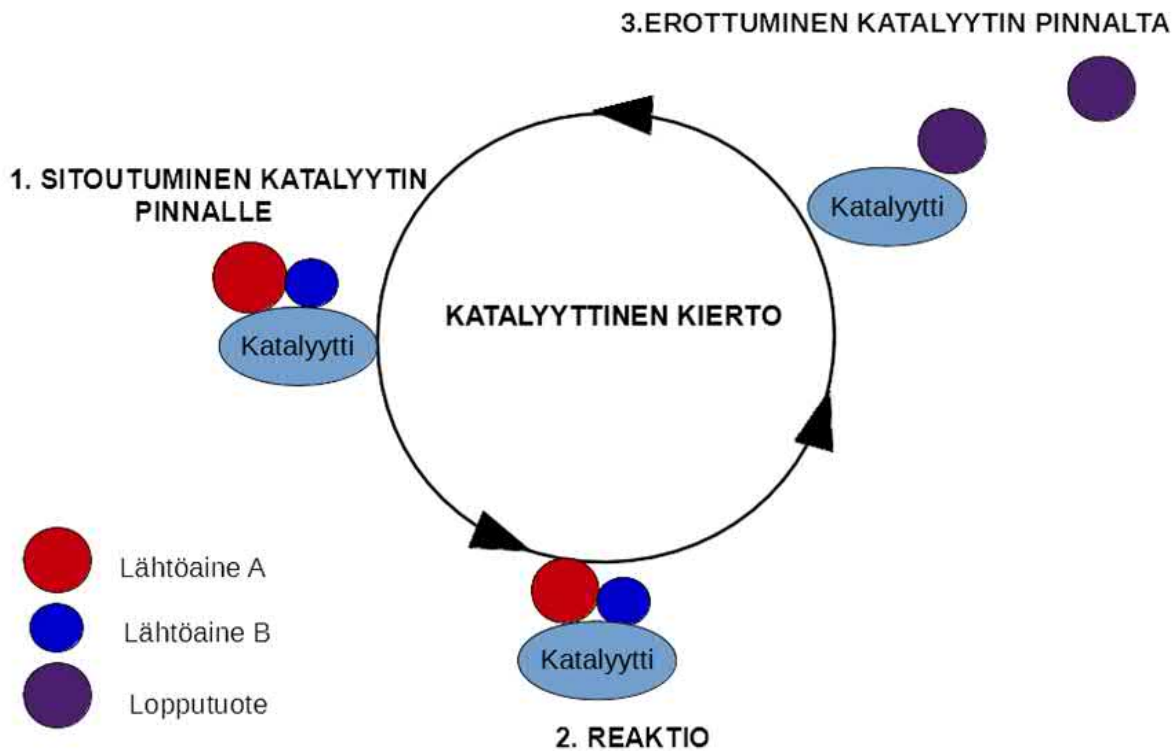 3.EROTTUMINEN KATALYYTIN PINNALTA
Katalyytti
1. SITOUTUMINEN KATALYYTIN
PINNALLE
Katalyytti
KATALYYTTINEN KIERTO
Lähtöaine A
Lähtöaine B
Lopputuote
Katalyytti
2. REAKTIO